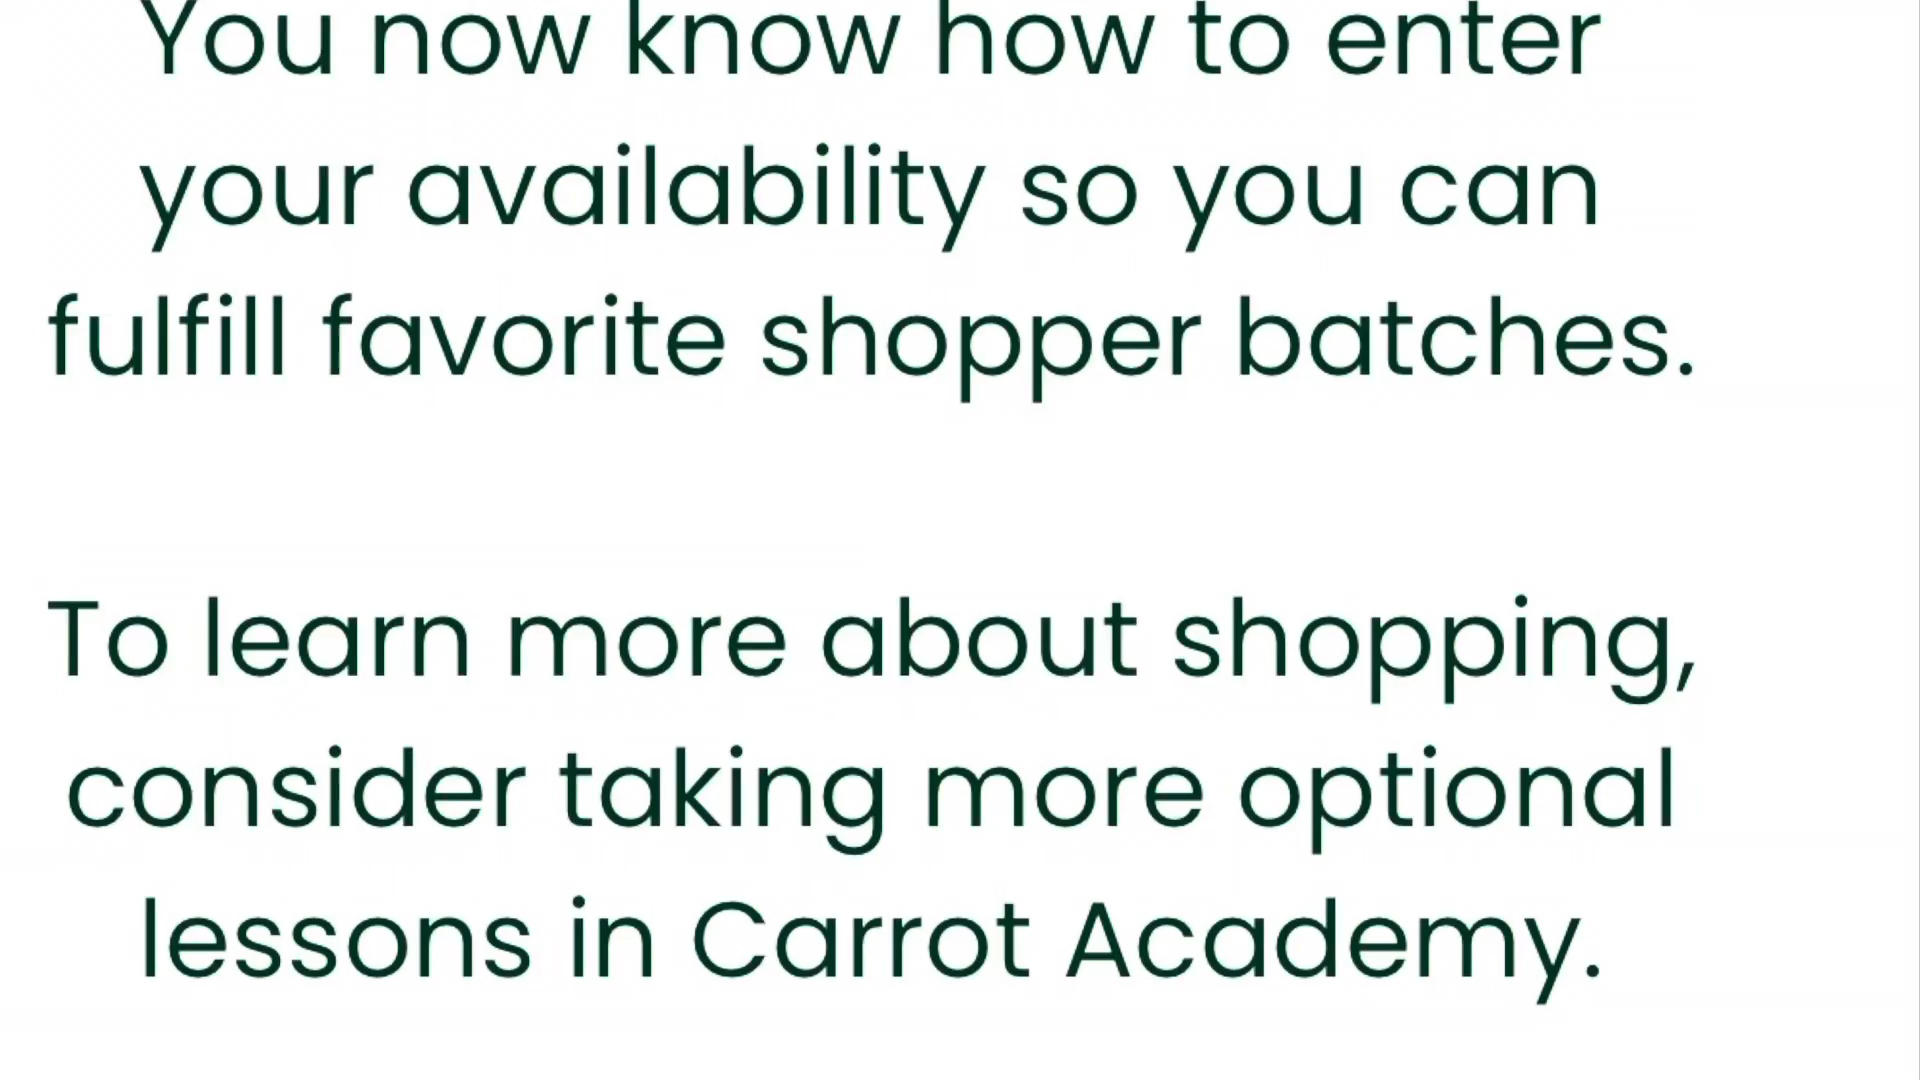 You now know how to enter
your availability so you can
fulfill favorite shopper batches.
To learn more about shopping,
consider taking more optional
lessons in Carrot Academy.